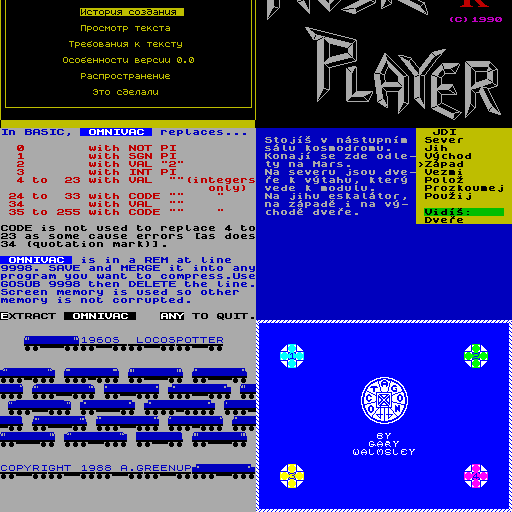 История создания
Просмотр текста
Требования к тексту
Особенности версии 0.0
Распространение
Это сделали
(C)1990
PLAYER
In BASIC, OMNIVAC replaces...
0 with NOT PI
1 with SGN PI
2 with VAL "2"
3 with INT PI
4 to 23 with VAL ""(integers
only)
24 to 33 with CODE ""
34 with VAL ""
35 to 255 with CODE ""
CODE is not used to replace 4 to
23 as some cause errors [as does
34 (quotation mark)].
OMNIVAC is in a REM at line
9998. SAVE and MERGE it into any
program you want to compress.Use
GOSUB 9998 then DELETE the line.
Screen memory is used so other
memory is not corrupted.
EXTRACT OMNIVAC ANY TO QUIT.
Stojíš v nástupním
sálu kosmodromu.
Konají se zde odle-
ty na Mars.
Na severu jsou dve-
ře k výtahu, který
vede k modulu.
Na jihu eskalátor,
na západě i na vý-
chodě dveře.
JDI
Sever
Jih
Východ
>Západ
Vezmi
Polož
Prozkoumej
Použij
Vidíš:
Dveře
1960S LOCOSPOTTER
COPYRIGHT 1988 A.GREENUP
OCTAGON
BY
GARY
WALMSLEY